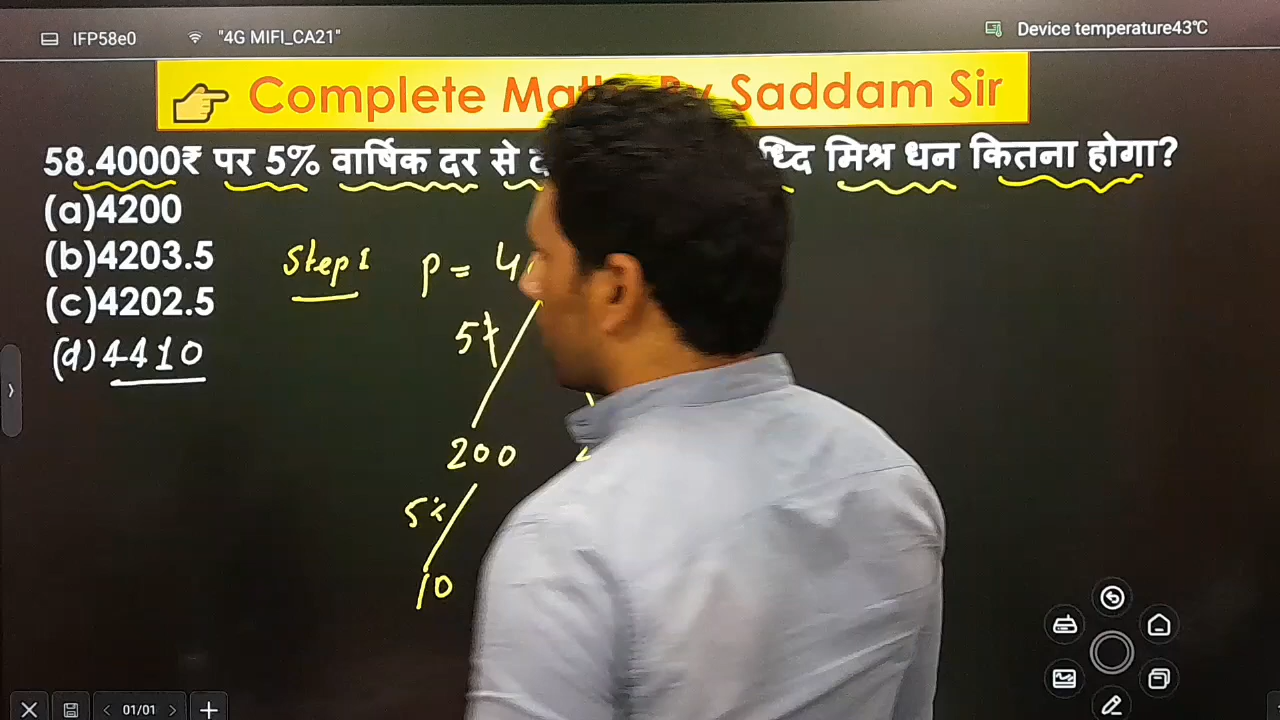 IFP58e0 "4G MIFI_CA21" Device temperature43℃
Complete Saddam Sir
58.4000₹ पर 5% वार्षिक दर से मिश्र धन कितना होगा?
(a)4200
(b)4203.5
(c)4202.5
(d)4410
Step 1 P = 4
5%
200
5%
10
01/01